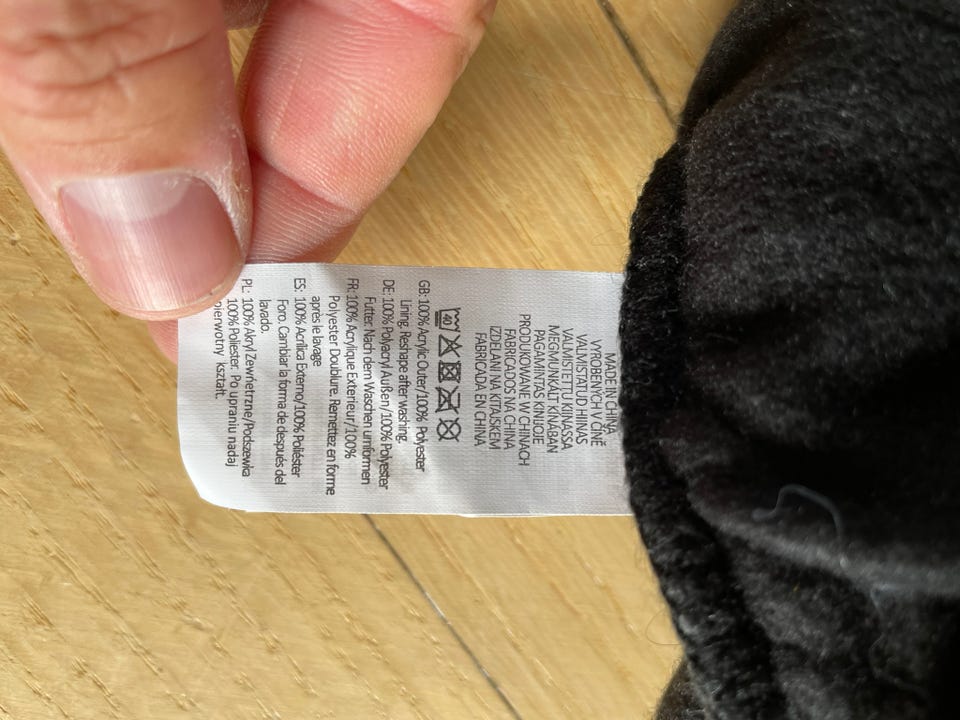 MADE IN CHINA
VYROBENÝCH V ČÍNĚ
VALMISTATUD HIINAS
VALMISTETTU KIINASSA
MEGMUNKÁLT KÍNÁBAN
PAGAMINTAS KINIJOJE
PRODUKOWANE W CHINACH
FABRICADOS NA CHINA
IZDELANI NA KITAJSKEM
FABRICADA EN CHINA
40
GB: 100% Acrylic Outer/100% Polyester
Lining. Reshape after washing.
DE: 100% Polyacryl Außen/100% Polyester
Futter. Nach dem Waschen umformen
FR: 100% Acrylique Exterieur/100%
Polyester Doublure. Remettez en forme
après le lavage
ES: 100% Acrílica Externo/100% Poliéster
Foro. Cambiar la forma de después del
lavado.
PL: 100% Akryl Zewnętrzne/Podszewka
100% Poliester. Po upraniu nadaj
pierwotny kształt.